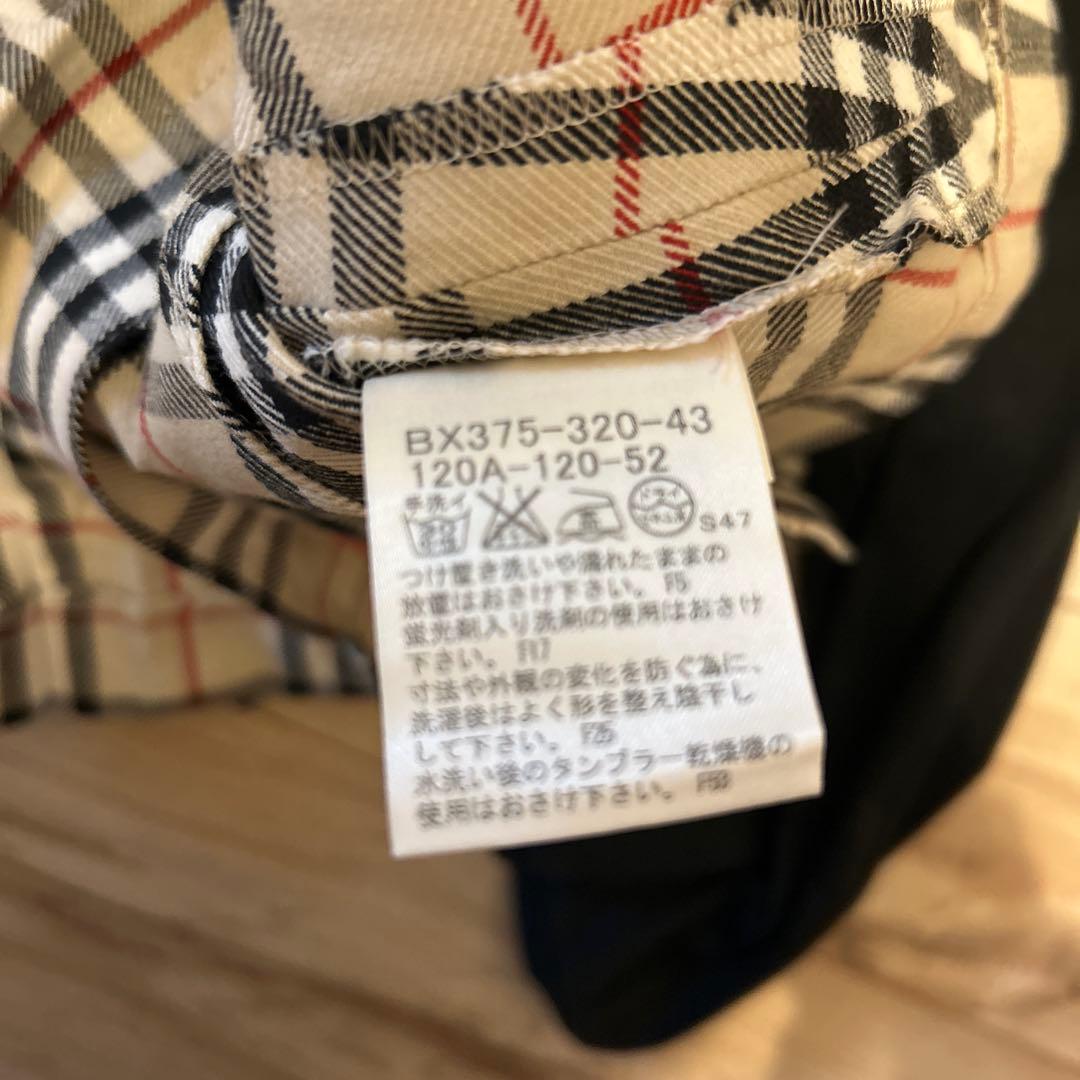 BX375-320-43
120A-120-52
手洗イ ドライ S47
つけ置き洗いや濡れたままの
放置はおさけ下さい。 F5
蛍光剤入り洗剤の使用はおさけ
下さい。 F17
寸法や外観の変化を防ぐ為に、
洗濯後はよく形を整え陰干し
して下さい。 F25
水洗い後のタンブラー乾燥機の
使用はおさけ下さい。 F53